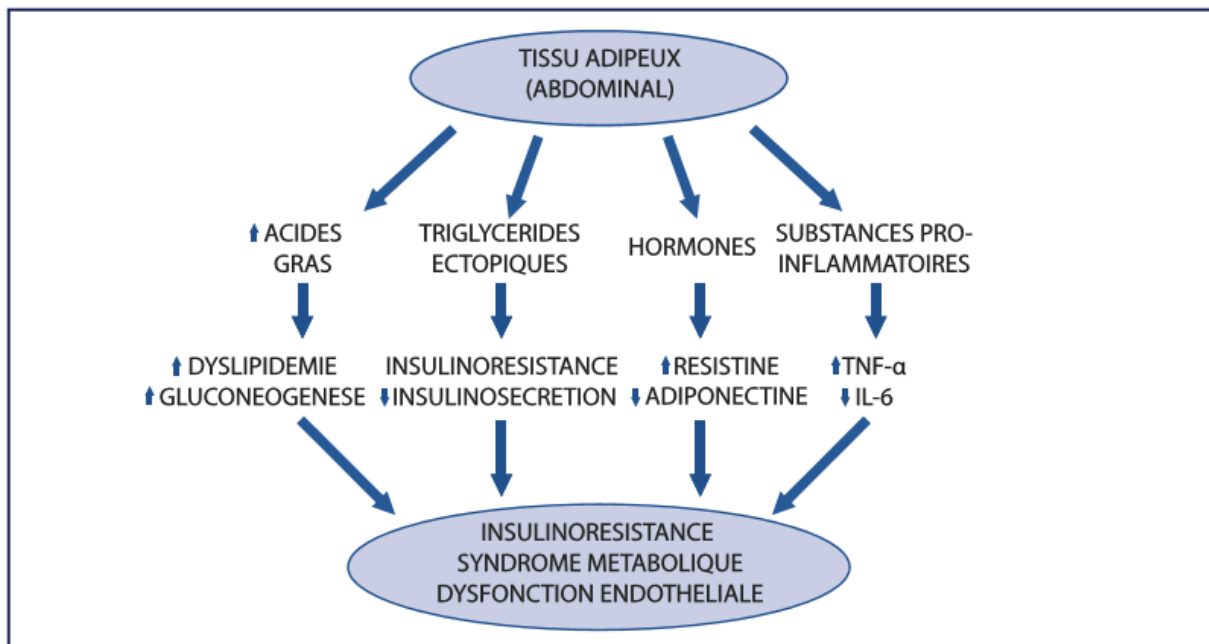 TISSU ADIPEUX
(ABDOMINAL)
⬆ ACIDES
GRAS
TRIGLYCERIDES
ECTOPIQUES
HORMONES
SUBSTANCES PRO-
INFLAMMATOIRES
⬆ DYSLIPIDEMIE
⬆ GLUCONEOGENESE
INSULINORESISTANCE
⬇ INSULINOSECRETION
⬆ RESISTINE
⬇ ADIPONECTINE
⬆ TNF-α
⬇ IL-6
INSULINORESISTANCE
SYNDROME METABOLIQUE
DYSFONCTION ENDOTHELIALE